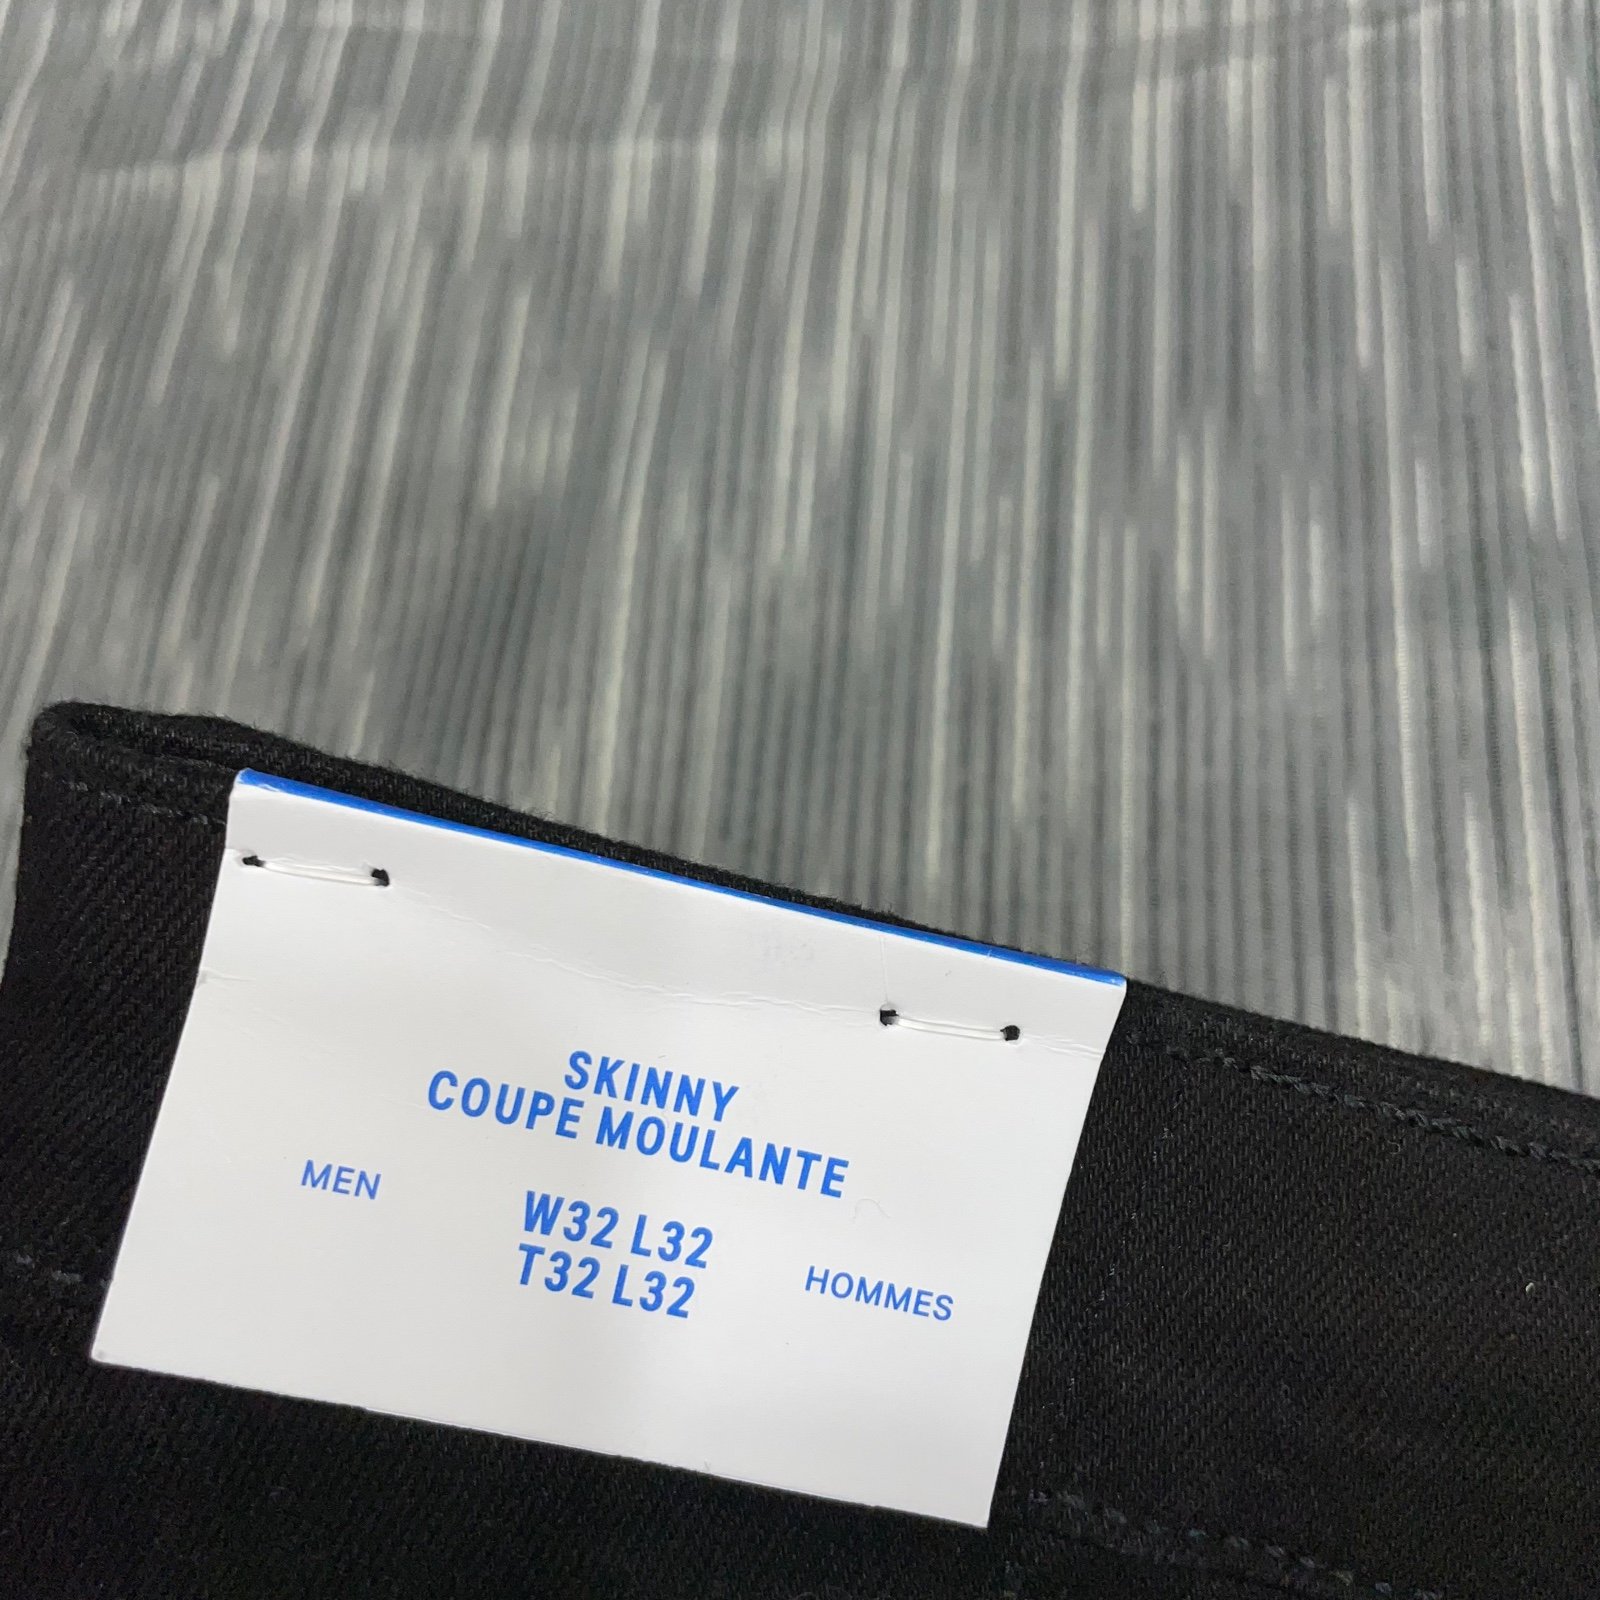 SKINNY
COUPE MOULANTE
MEN
W32 L32
T32 L32
HOMMES